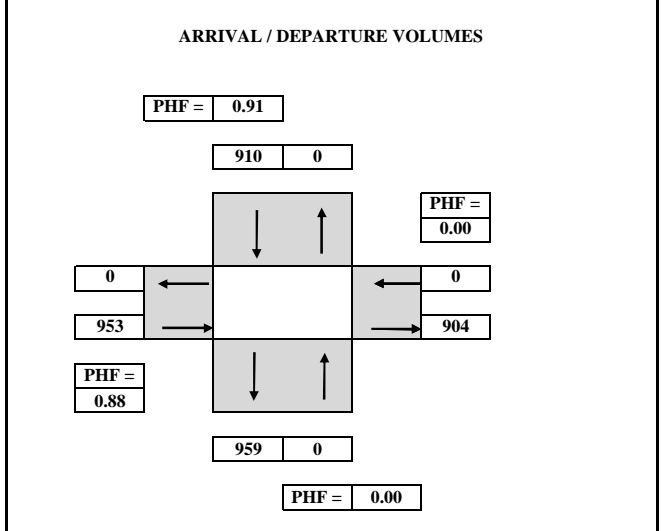 ARRIVAL / DEPARTURE VOLUMES
PHF = 0.91
910 0
PHF =
0.00
0 0
953 904
PHF =
0.88
959 0
PHF = 0.00